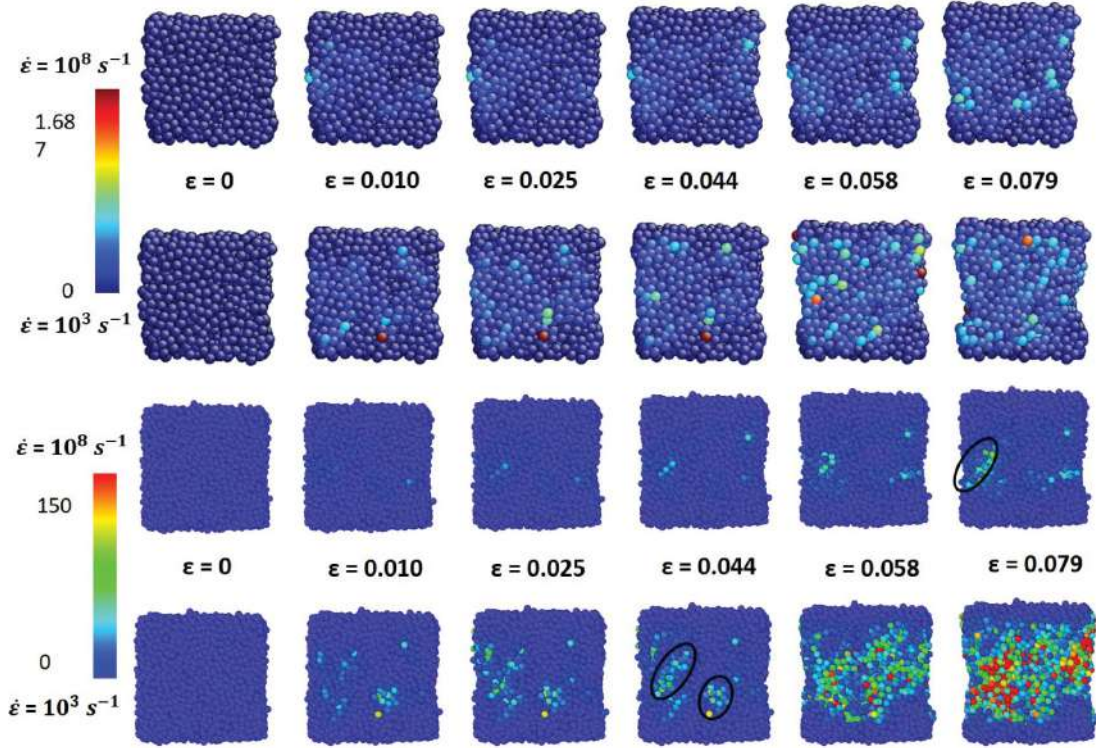 ε̇ = 10⁸ s⁻¹
1.68
7
0
ε̇ = 10³ s⁻¹
ε = 0 ε = 0.010 ε = 0.025 ε = 0.044 ε = 0.058 ε = 0.079
ε̇ = 10⁸ s⁻¹
150
0
ε̇ = 10³ s⁻¹
ε = 0 ε = 0.010 ε = 0.025 ε = 0.044 ε = 0.058 ε = 0.079